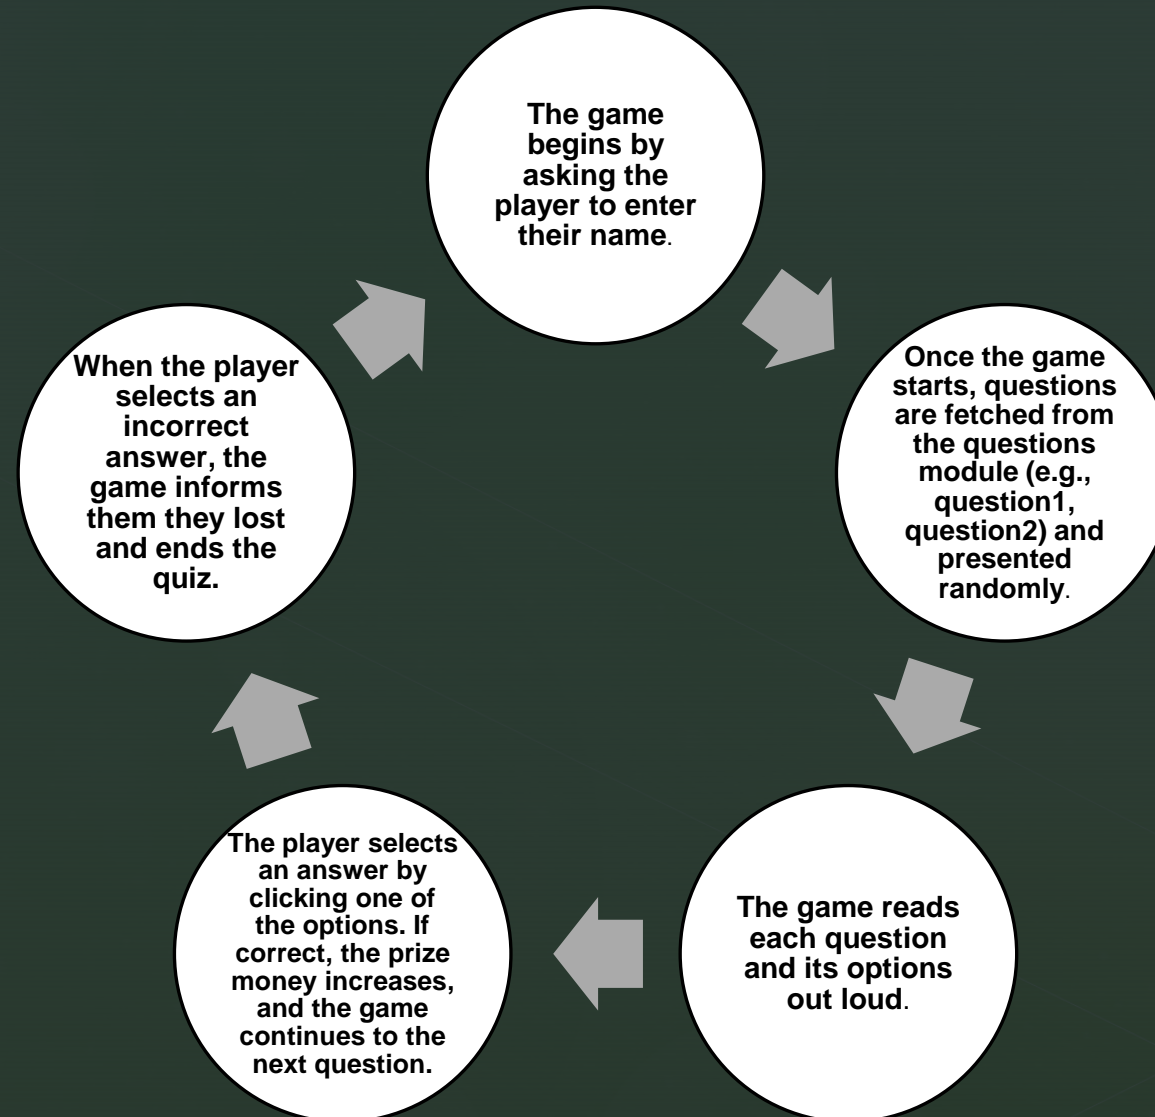 The game
begins by
asking the
player to enter
their name.
Once the game
starts, questions
are fetched from
the questions
module (e.g.,
question1,
question2) and
presented
randomly.
The game reads
each question
and its options
out loud.
The player selects
an answer by
clicking one of
the options. If
correct, the prize
money increases,
and the game
continues to the
next question.
When the player
selects an
incorrect
answer, the
game informs
them they lost
and ends the
quiz.